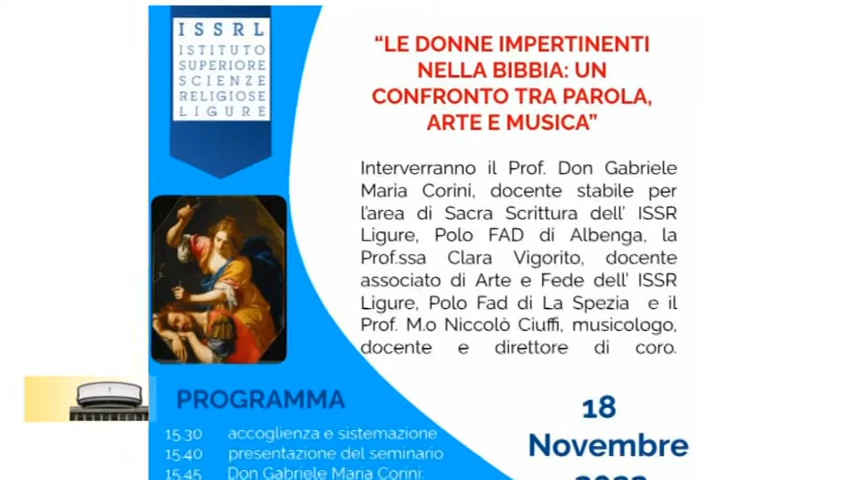 ISSRL
ISTITUTO
SUPERIORE
SCIENZE
RELIGIOSE
LIGURE
“LE DONNE IMPERTINENTI
NELLA BIBBIA: UN
CONFRONTO TRA PAROLA,
ARTE E MUSICA”
Interverranno il Prof. Don Gabriele
Maria Corini, docente stabile per
l’area di Sacra Scrittura dell’ ISSR
Ligure, Polo FAD di Albenga, la
Prof.ssa Clara Vigorito, docente
associato di Arte e Fede dell’ ISSR
Ligure, Polo Fad di La Spezia e il
Prof. M.o Niccolò Ciuffi, musicologo,
docente e direttore di coro.
PROGRAMMA
15.30 accoglienza e sistemazione
15.40 presentazione del seminario
15.45 Don Gabriele Maria Corini:
18
Novembre